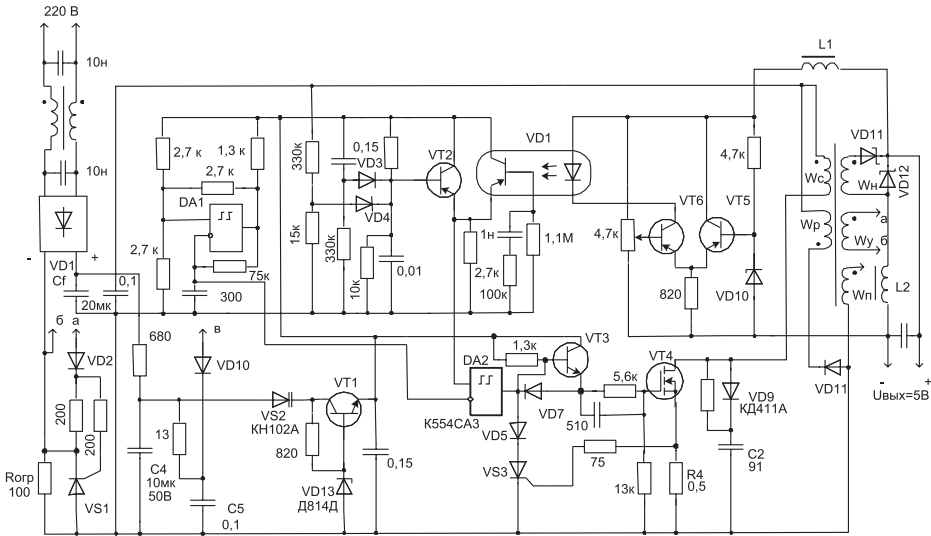 220 В
10н
10н
-
+
VD1
Cf
20мк
0,1
б
а
VD2
200
200
Rогр
100
VS1
2,7 к
1,3 к
2,7 к
DA1
2,7 к
75к
300
в
680
VD10
13
C4
10мк
50В
C5
0,1
VS2
КН102А
820
VD13
Д814Д
VT1
0,15
330к
15к
0,15
VD3
VD4
330к
10к
0,01
VT2
VD1
1н
2,7к
100к
1,1М
4,7к
VT6
VT5
820
4,7к
VD10
L1
Wс
Wн
VD11
VD12
Wр
Wу
а
б
Wп
в
L2
-
+
Uвых=5В
VD11
1,3к
VT3
DA2
К554СА3
VD7
VD5
VS3
510
5,6к
VT4
75
13к
R4
0,5
VD9
КД411А
C2
91